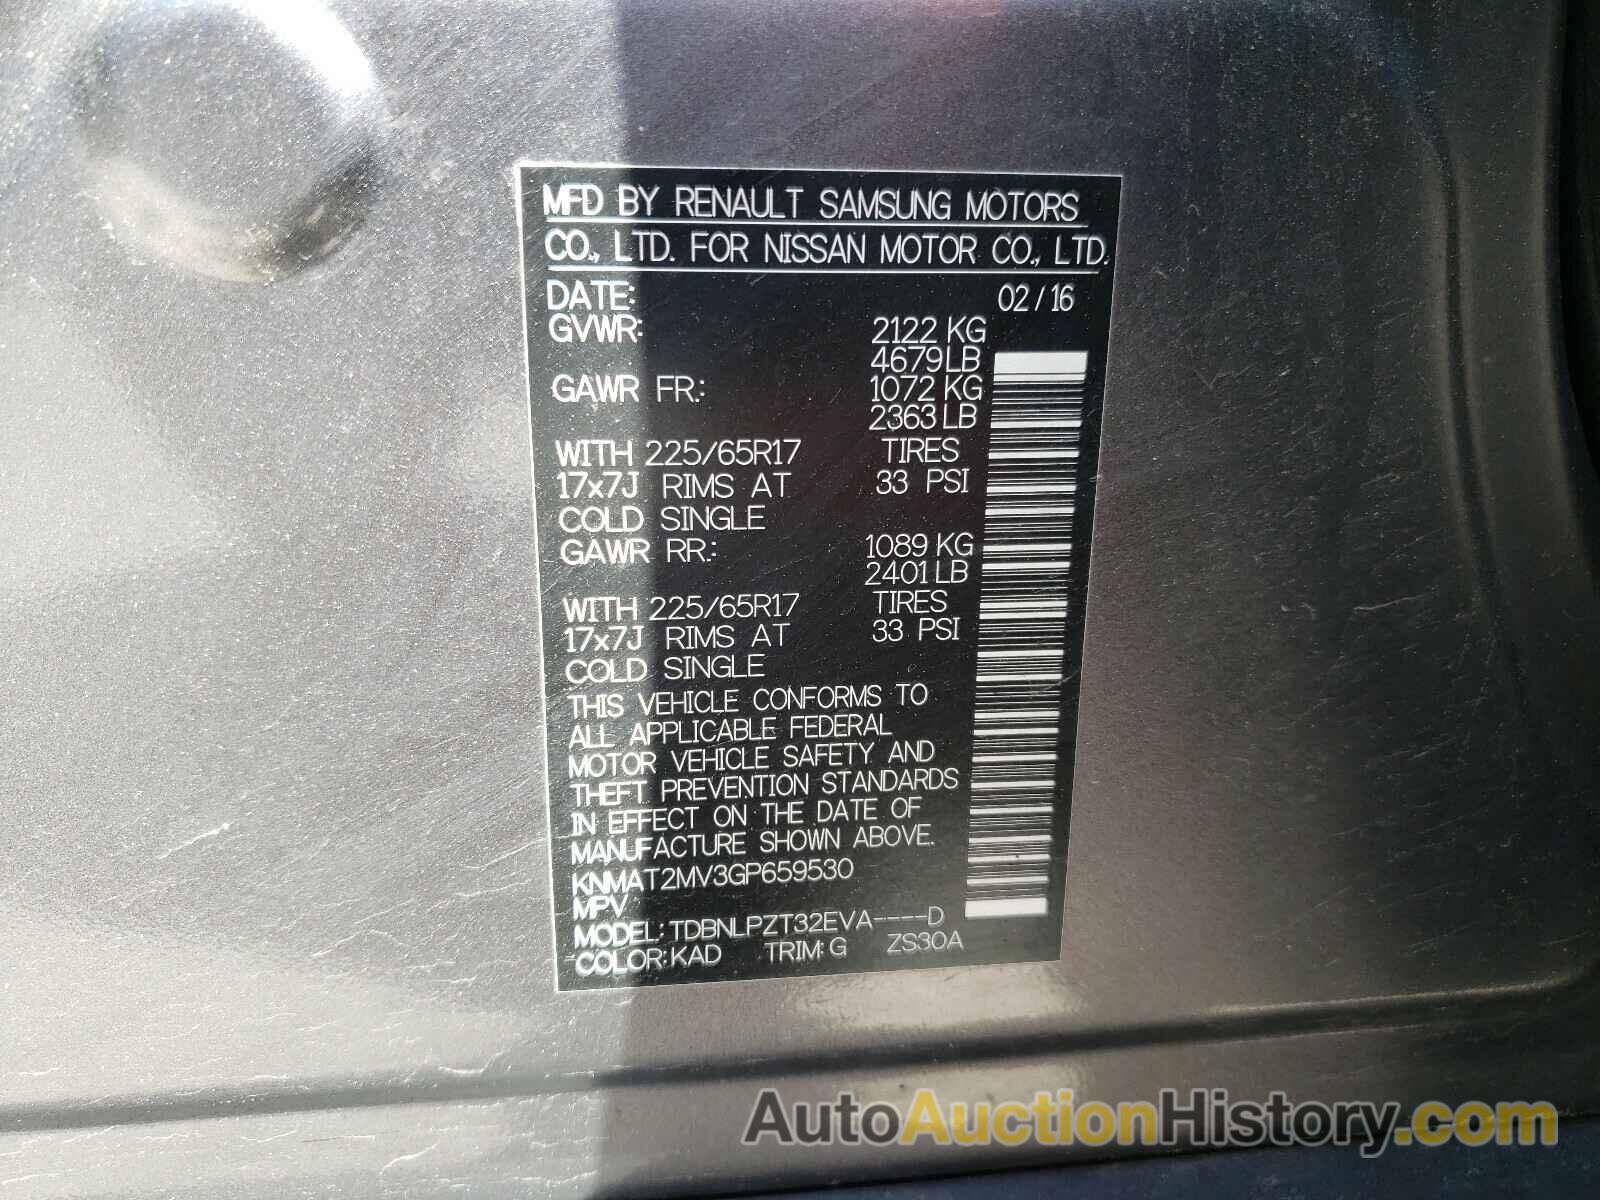 MFD BY RENAULT SAMSUNG MOTORS
CO., LTD. FOR NISSAN MOTOR CO., LTD.
DATE: 02/16
GVWR: 2122 KG
4679 LB
GAWR FR.: 1072 KG
2363 LB
WITH 225/65R17 TIRES
17x7J RIMS AT 33 PSI
COLD SINGLE
GAWR RR.: 1089 KG
2401 LB
WITH 225/65R17 TIRES
17x7J RIMS AT 33 PSI
COLD SINGLE
THIS VEHICLE CONFORMS TO
ALL APPLICABLE FEDERAL
MOTOR VEHICLE SAFETY AND
THEFT PREVENTION STANDARDS
IN EFFECT ON THE DATE OF
MANUFACTURE SHOWN ABOVE.
KNMAT2MV3GP659530
MPV
MODEL: TDBNLPZT32EVA----D
COLOR: KAD TRIM: G ZS30A
AutoAuctionHistory.com